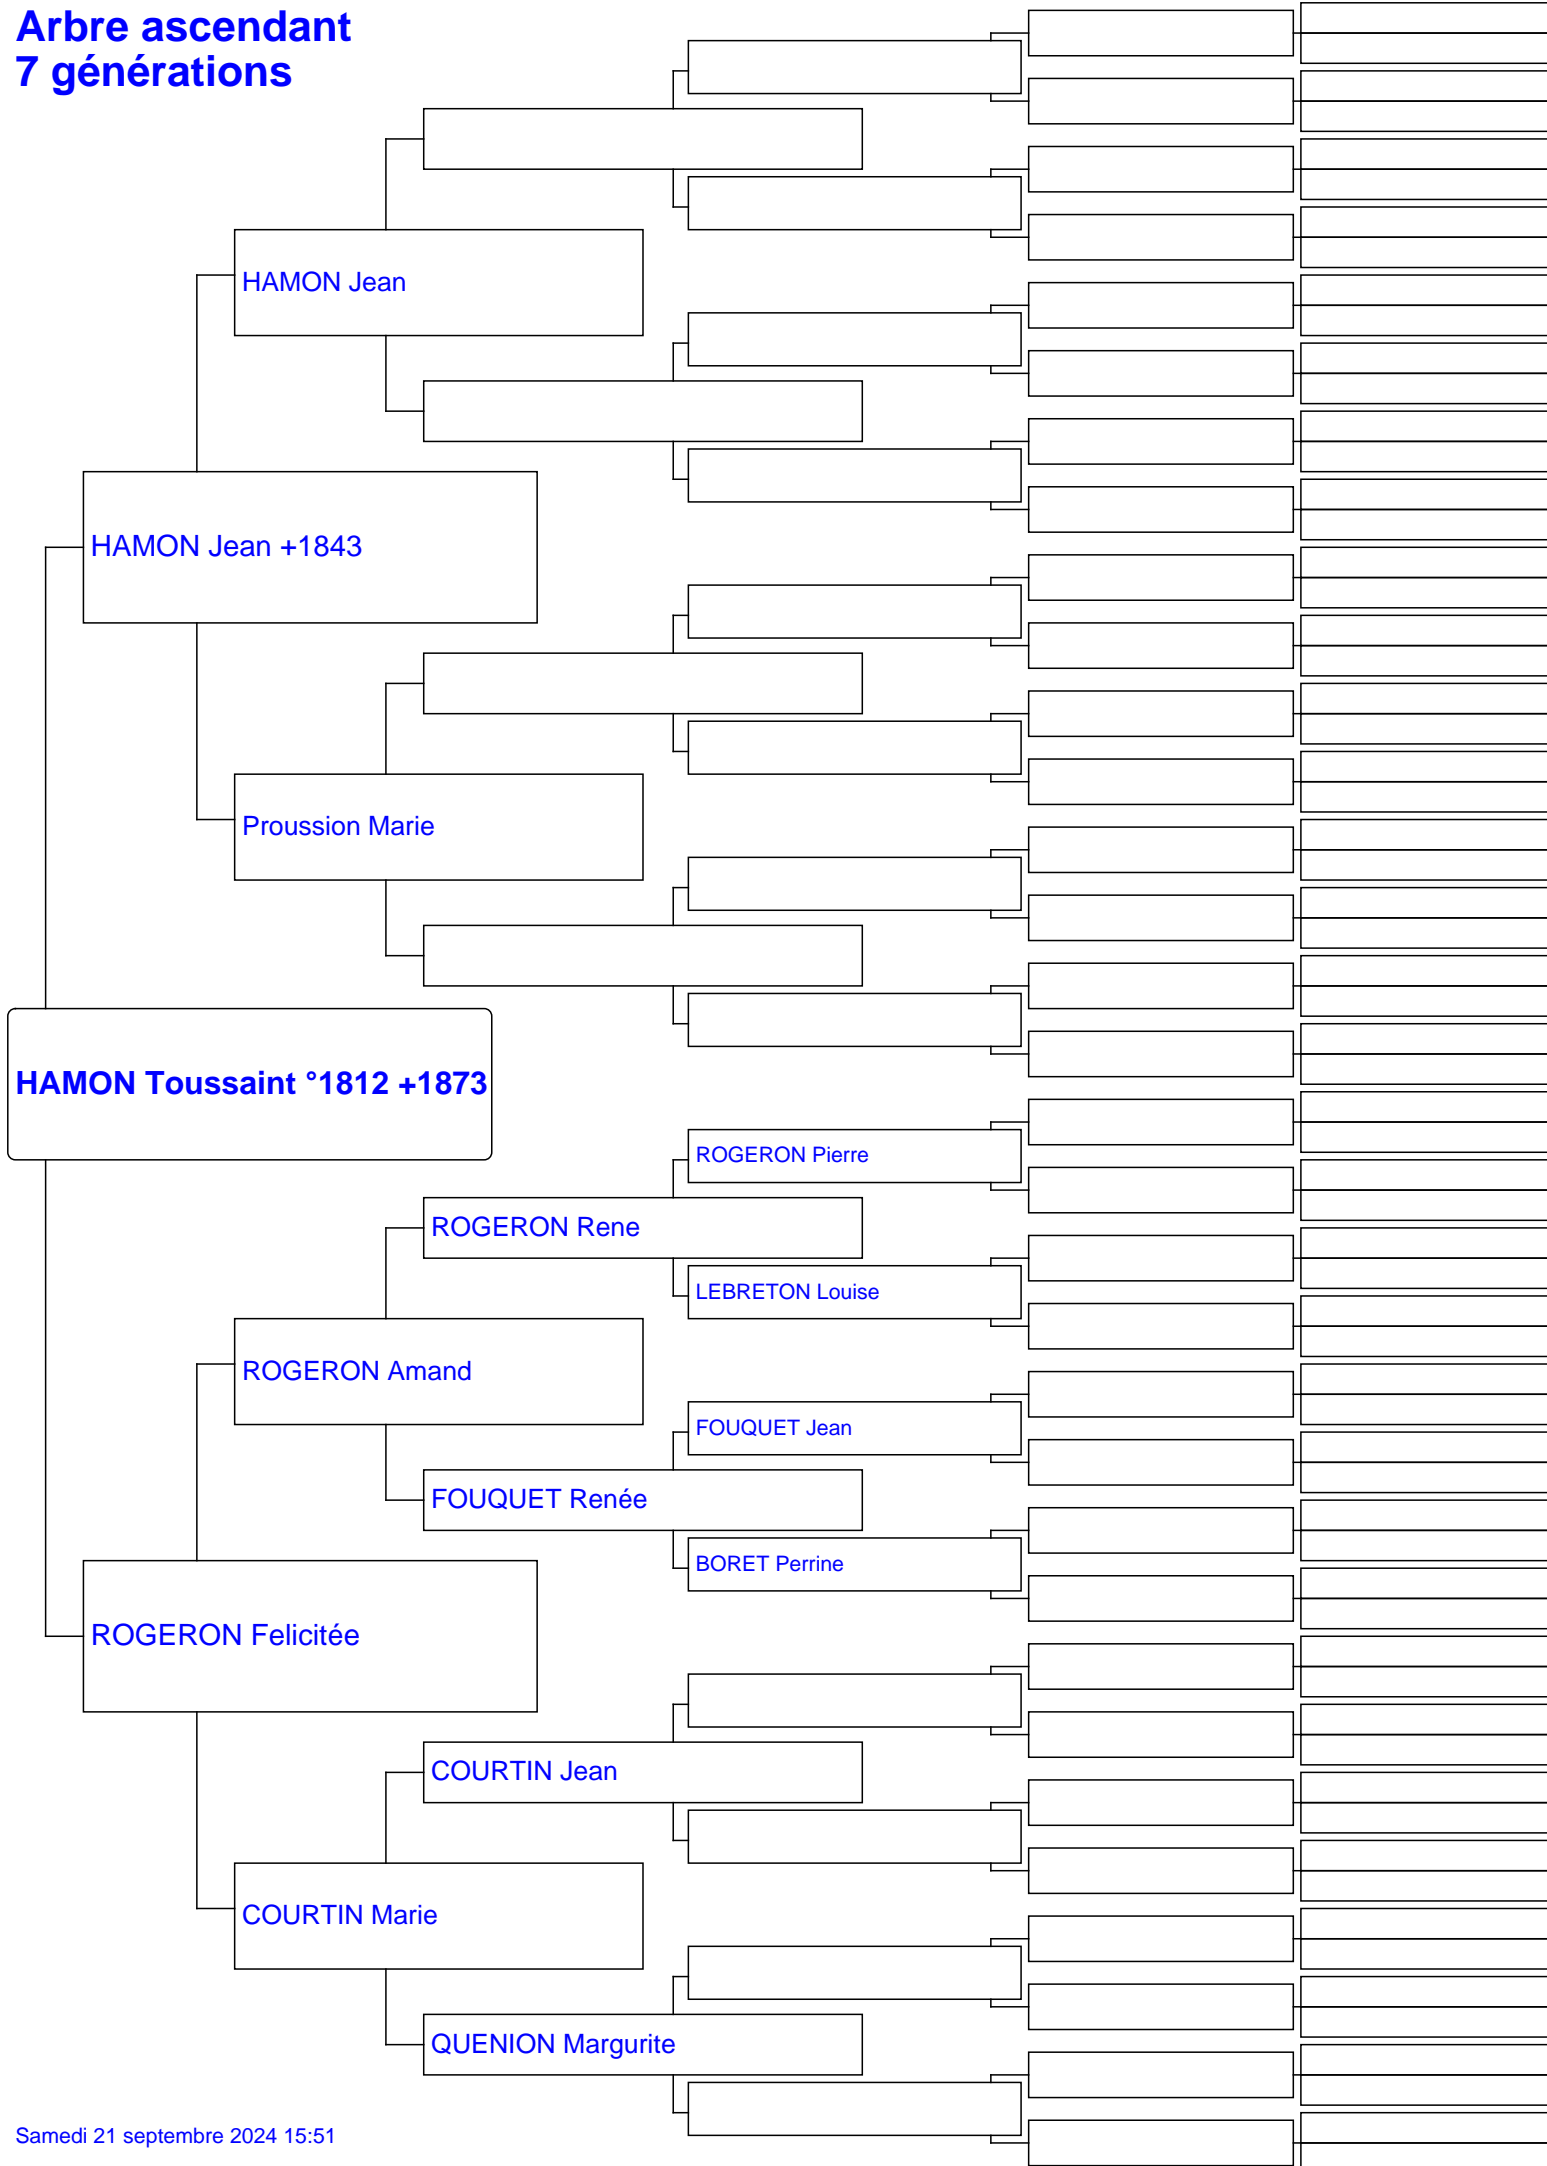 Arbre ascendant
7 générations
HAMON Jean
HAMON Jean +1843
Proussion Marie
HAMON Toussaint °1812 +1873
ROGERON Pierre
ROGERON Rene
LEBRETON Louise
ROGERON Amand
FOUQUET Jean
FOUQUET Renée
BORET Perrine
ROGERON Felicitée
COURTIN Jean
COURTIN Marie
QUENION Margurite
Samedi 21 septembre 2024 15:51